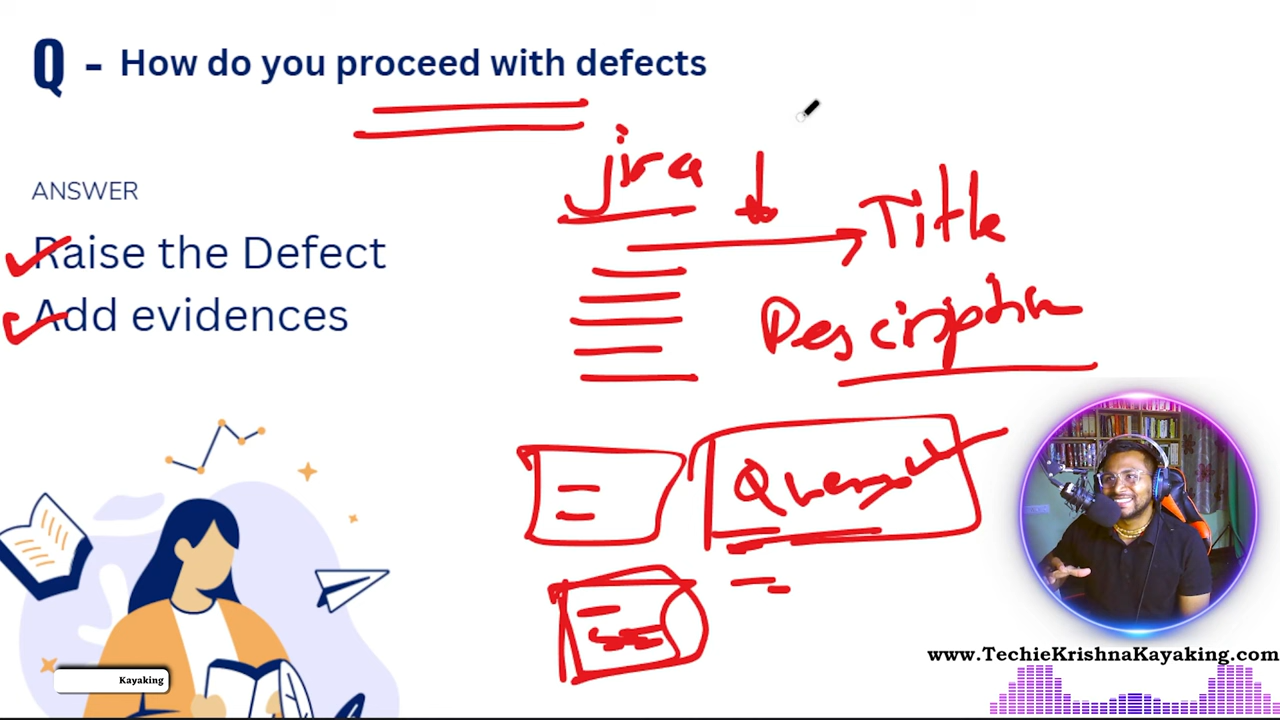 Q - How do you proceed with defects
jira
Title
ANSWER
Raise the Defect
Description
Add evidences
www.TechieKrishnaKayaking.com
Kayaking